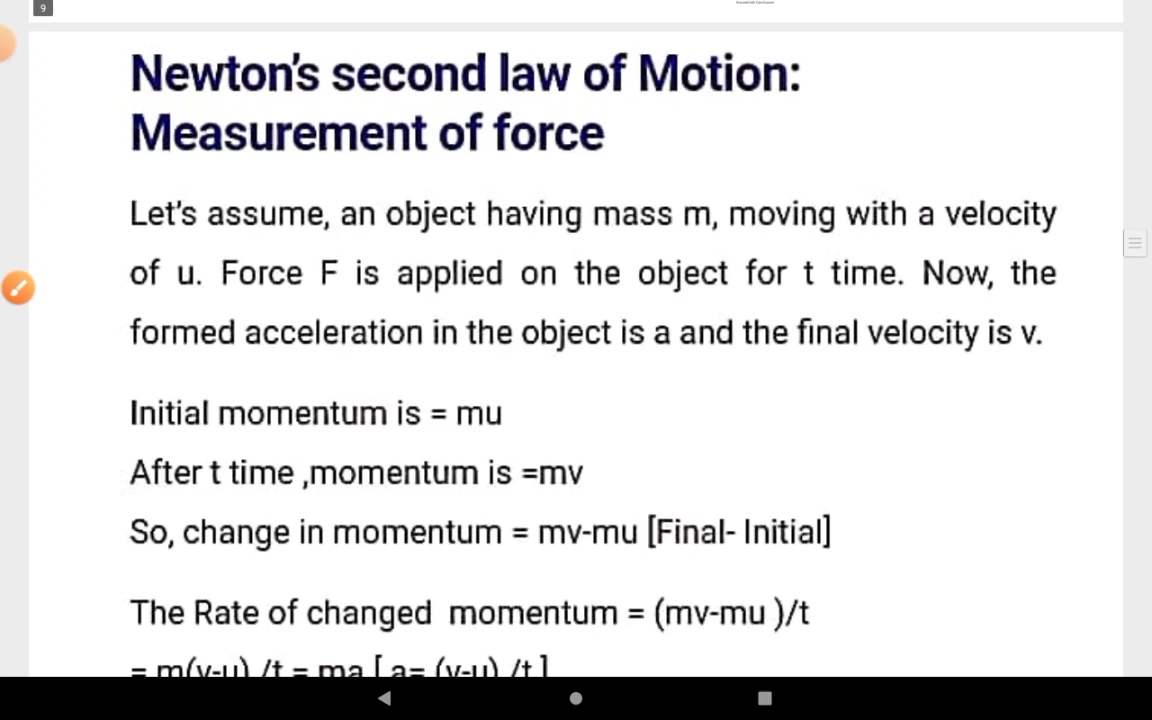 9
Newton's second law of Motion:
Measurement of force
Let's assume, an object having mass m, moving with a velocity
of u. Force F is applied on the object for t time. Now, the
formed acceleration in the object is a and the final velocity is v.
Initial momentum is = mu
After t time ,momentum is =mv
So, change in momentum = mv-mu [Final- Initial]
The Rate of changed momentum = (mv-mu )/t
= m(v-u) /t = ma [ a= (v-u) /t ]